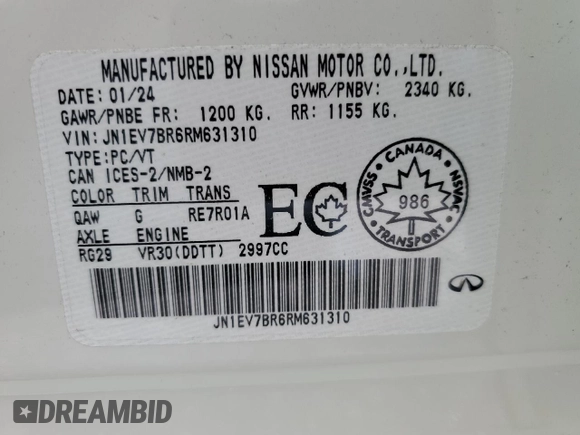 MANUFACTURED BY NISSAN MOTOR CO.,LTD.
DATE: 01/24 GVWR/PNBV: 2340 KG.
GAWR/PNBE FR: 1200 KG. RR: 1155 KG.
VIN: JN1EV7BR6RM631310
TYPE: PC/VT
CAN ICES-2/NMB-2
COLOR TRIM TRANS
QAW G RE7R01A
AXLE ENGINE
RG29 VR30(DDTT) 2997CC
EC
CANADA
CMVSS NSVAC
986
TRANSPORT
JN1EV7BR6RM631310
DREAMBID